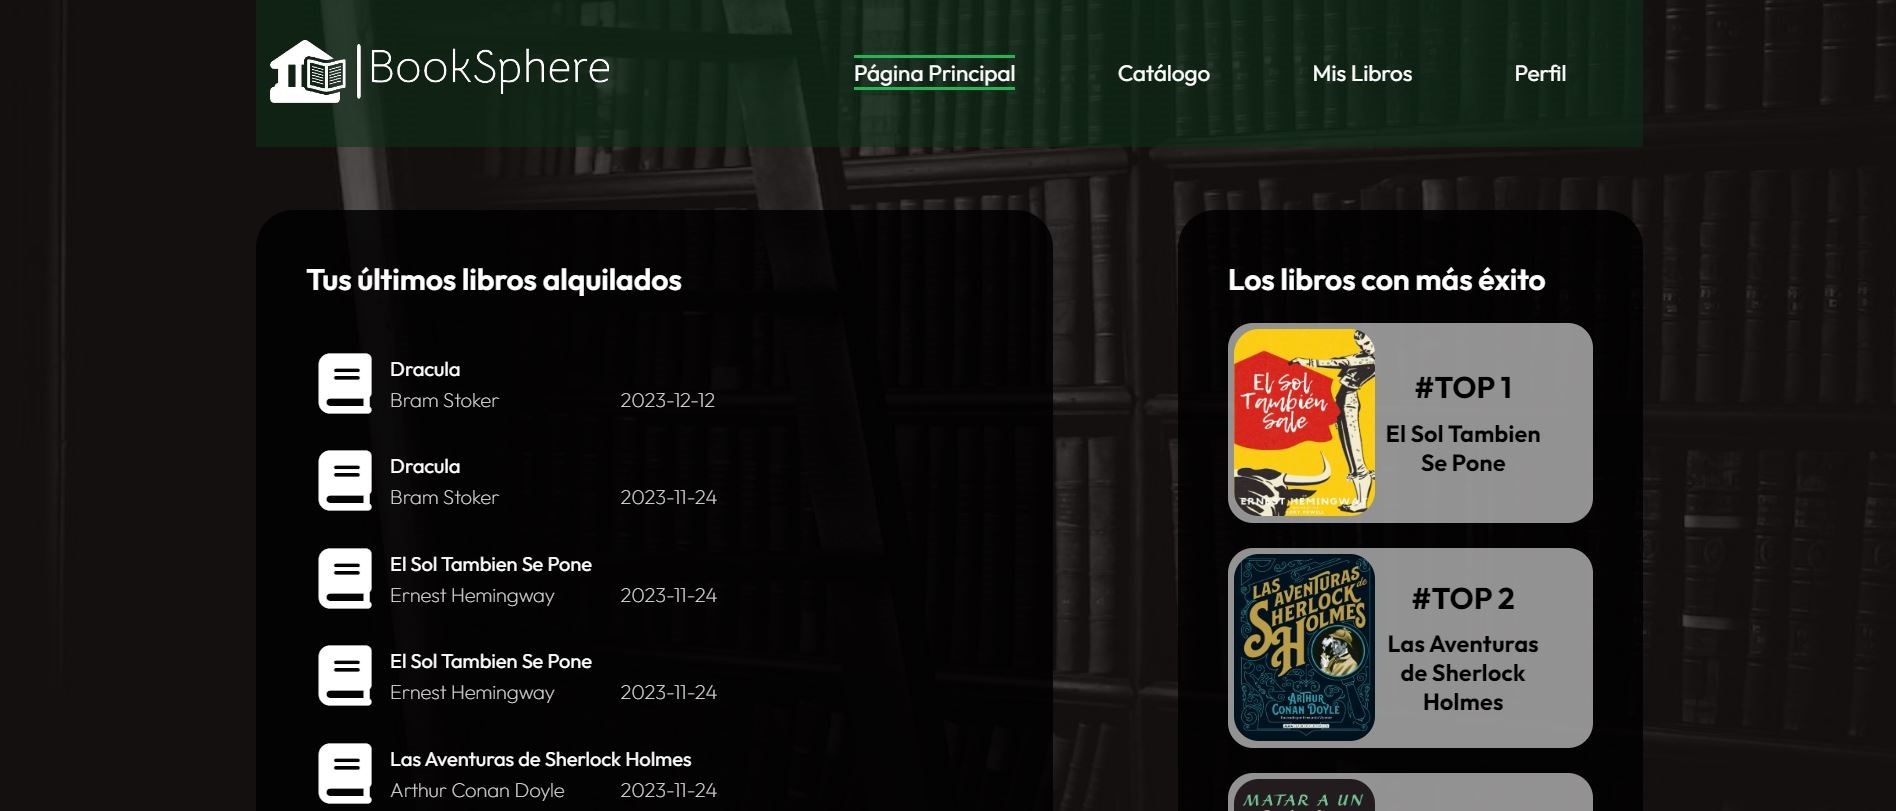 BookSphere
Página Principal
Catálogo
Mis Libros
Perfil
Tus últimos libros alquilados
Dracula
Bram Stoker 2023-12-12
Dracula
Bram Stoker 2023-11-24
El Sol Tambien Se Pone
Ernest Hemingway 2023-11-24
El Sol Tambien Se Pone
Ernest Hemingway 2023-11-24
Las Aventuras de Sherlock Holmes
Arthur Conan Doyle 2023-11-24
Los libros con más éxito
El Sol
También
Sale
ERNEST HEMINGWAY
#TOP 1
El Sol Tambien
Se Pone
LAS
AVENTURAS de
SHERLOCK
HOLMES
ARTHUR
CONAN DOYLE
#TOP 2
Las Aventuras
de Sherlock
Holmes
MATAR A UN